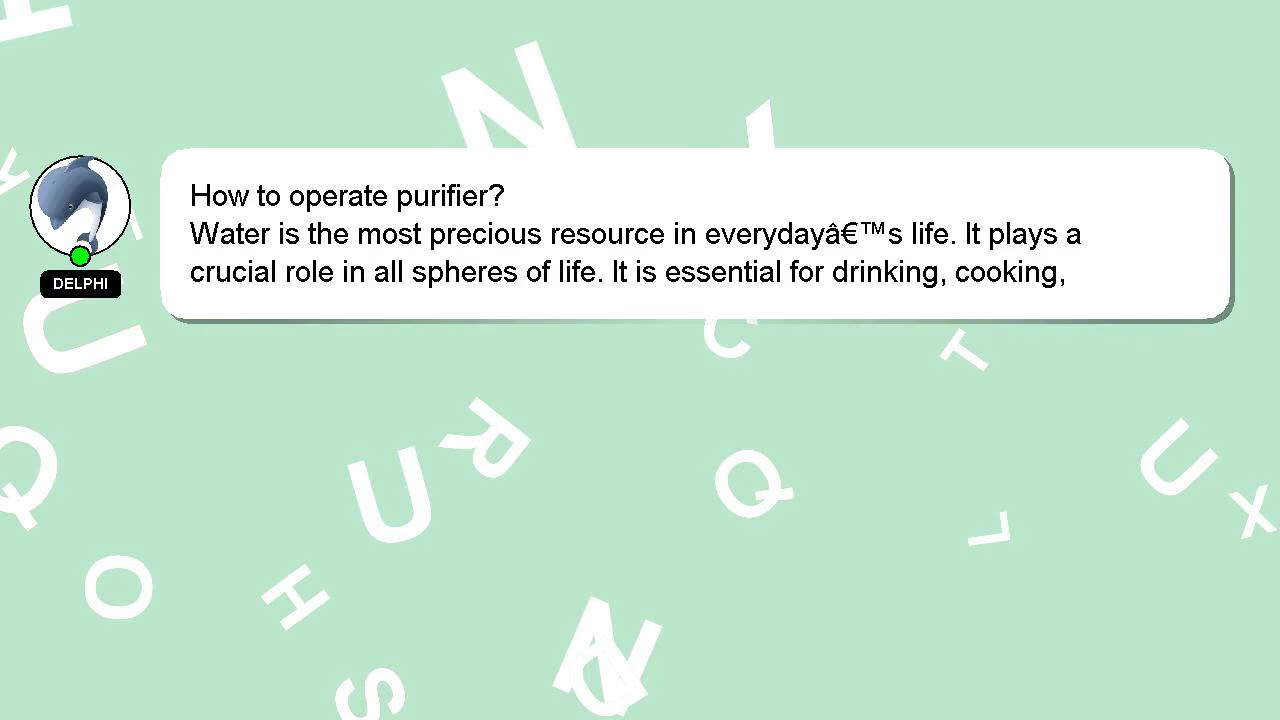 How to operate purifier?
Water is the most precious resource in everydayâ€™s life. It plays a
crucial role in all spheres of life. It is essential for drinking, cooking,
DELPHI